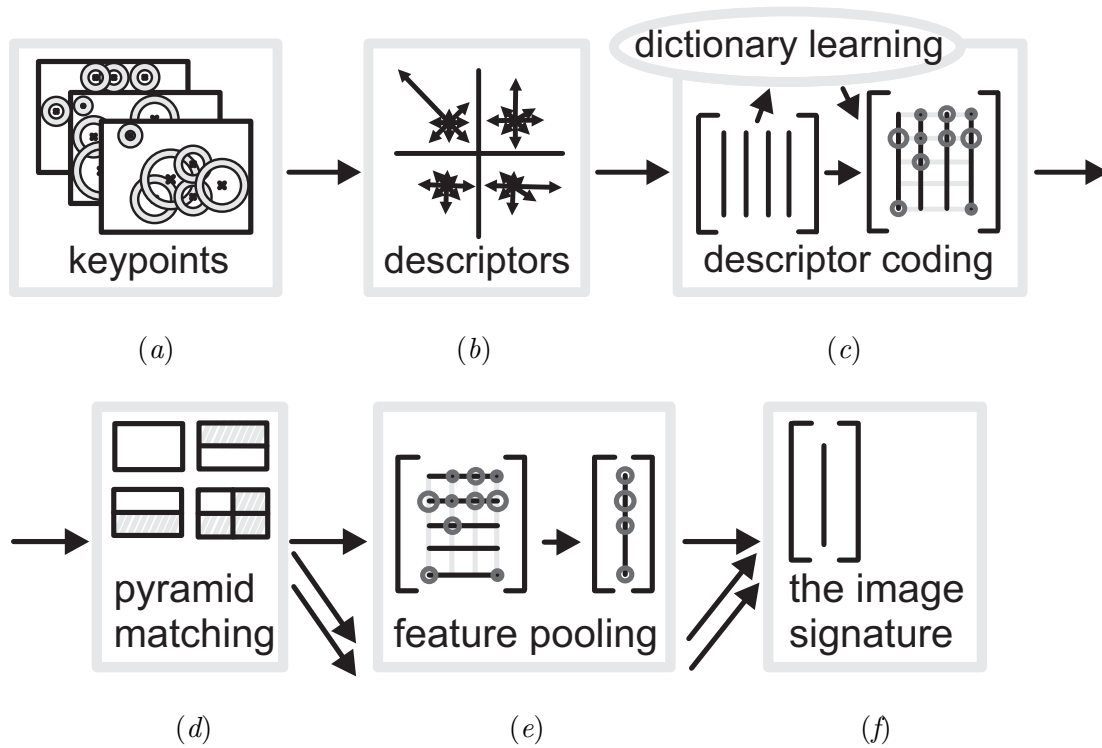 dictionary learning
keypoints
descriptors
descriptor coding
(a)
(b)
(c)
pyramid
matching
feature pooling
the image
signature
(d)
(e)
(f)